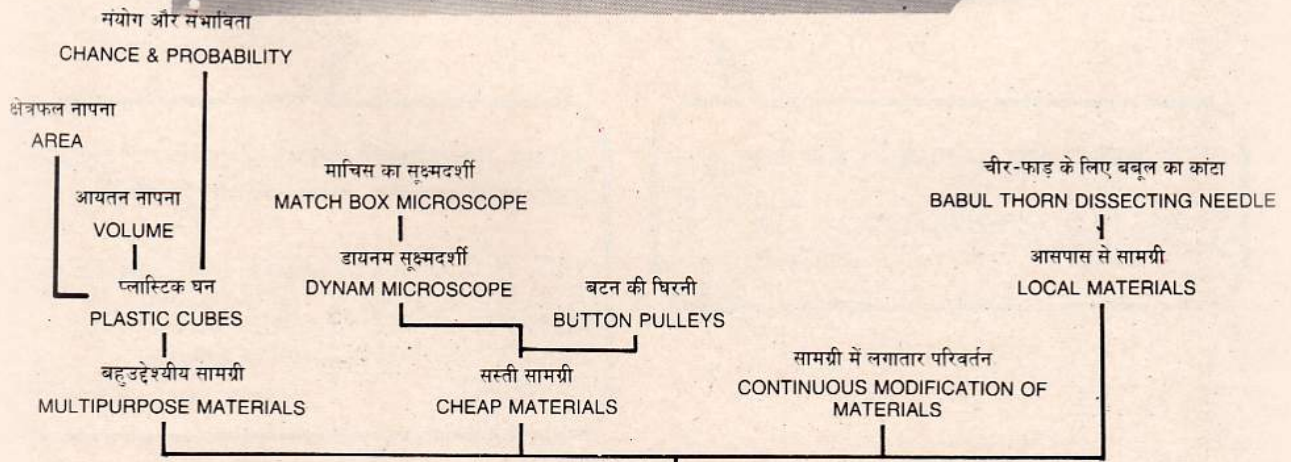 संयोग और संभाविता
CHANCE & PROBABILITY
क्षेत्रफल नापना
AREA
आयतन नापना
VOLUME
प्लास्टिक घन
PLASTIC CUBES
बहुउद्देश्यीय सामग्री
MULTIPURPOSE MATERIALS
माचिस का सूक्ष्मदर्शी
MATCH BOX MICROSCOPE
डायनम सूक्ष्मदर्शी
DYNAM MICROSCOPE
बटन की घिरनी
BUTTON PULLEYS
सस्ती सामग्री
CHEAP MATERIALS
सामग्री में लगातार परिवर्तन
CONTINUOUS MODIFICATION OF
MATERIALS
चीर-फाड़ के लिए बबूल का कांटा
BABUL THORN DISSECTING NEEDLE
आसपास से सामग्री
LOCAL MATERIALS